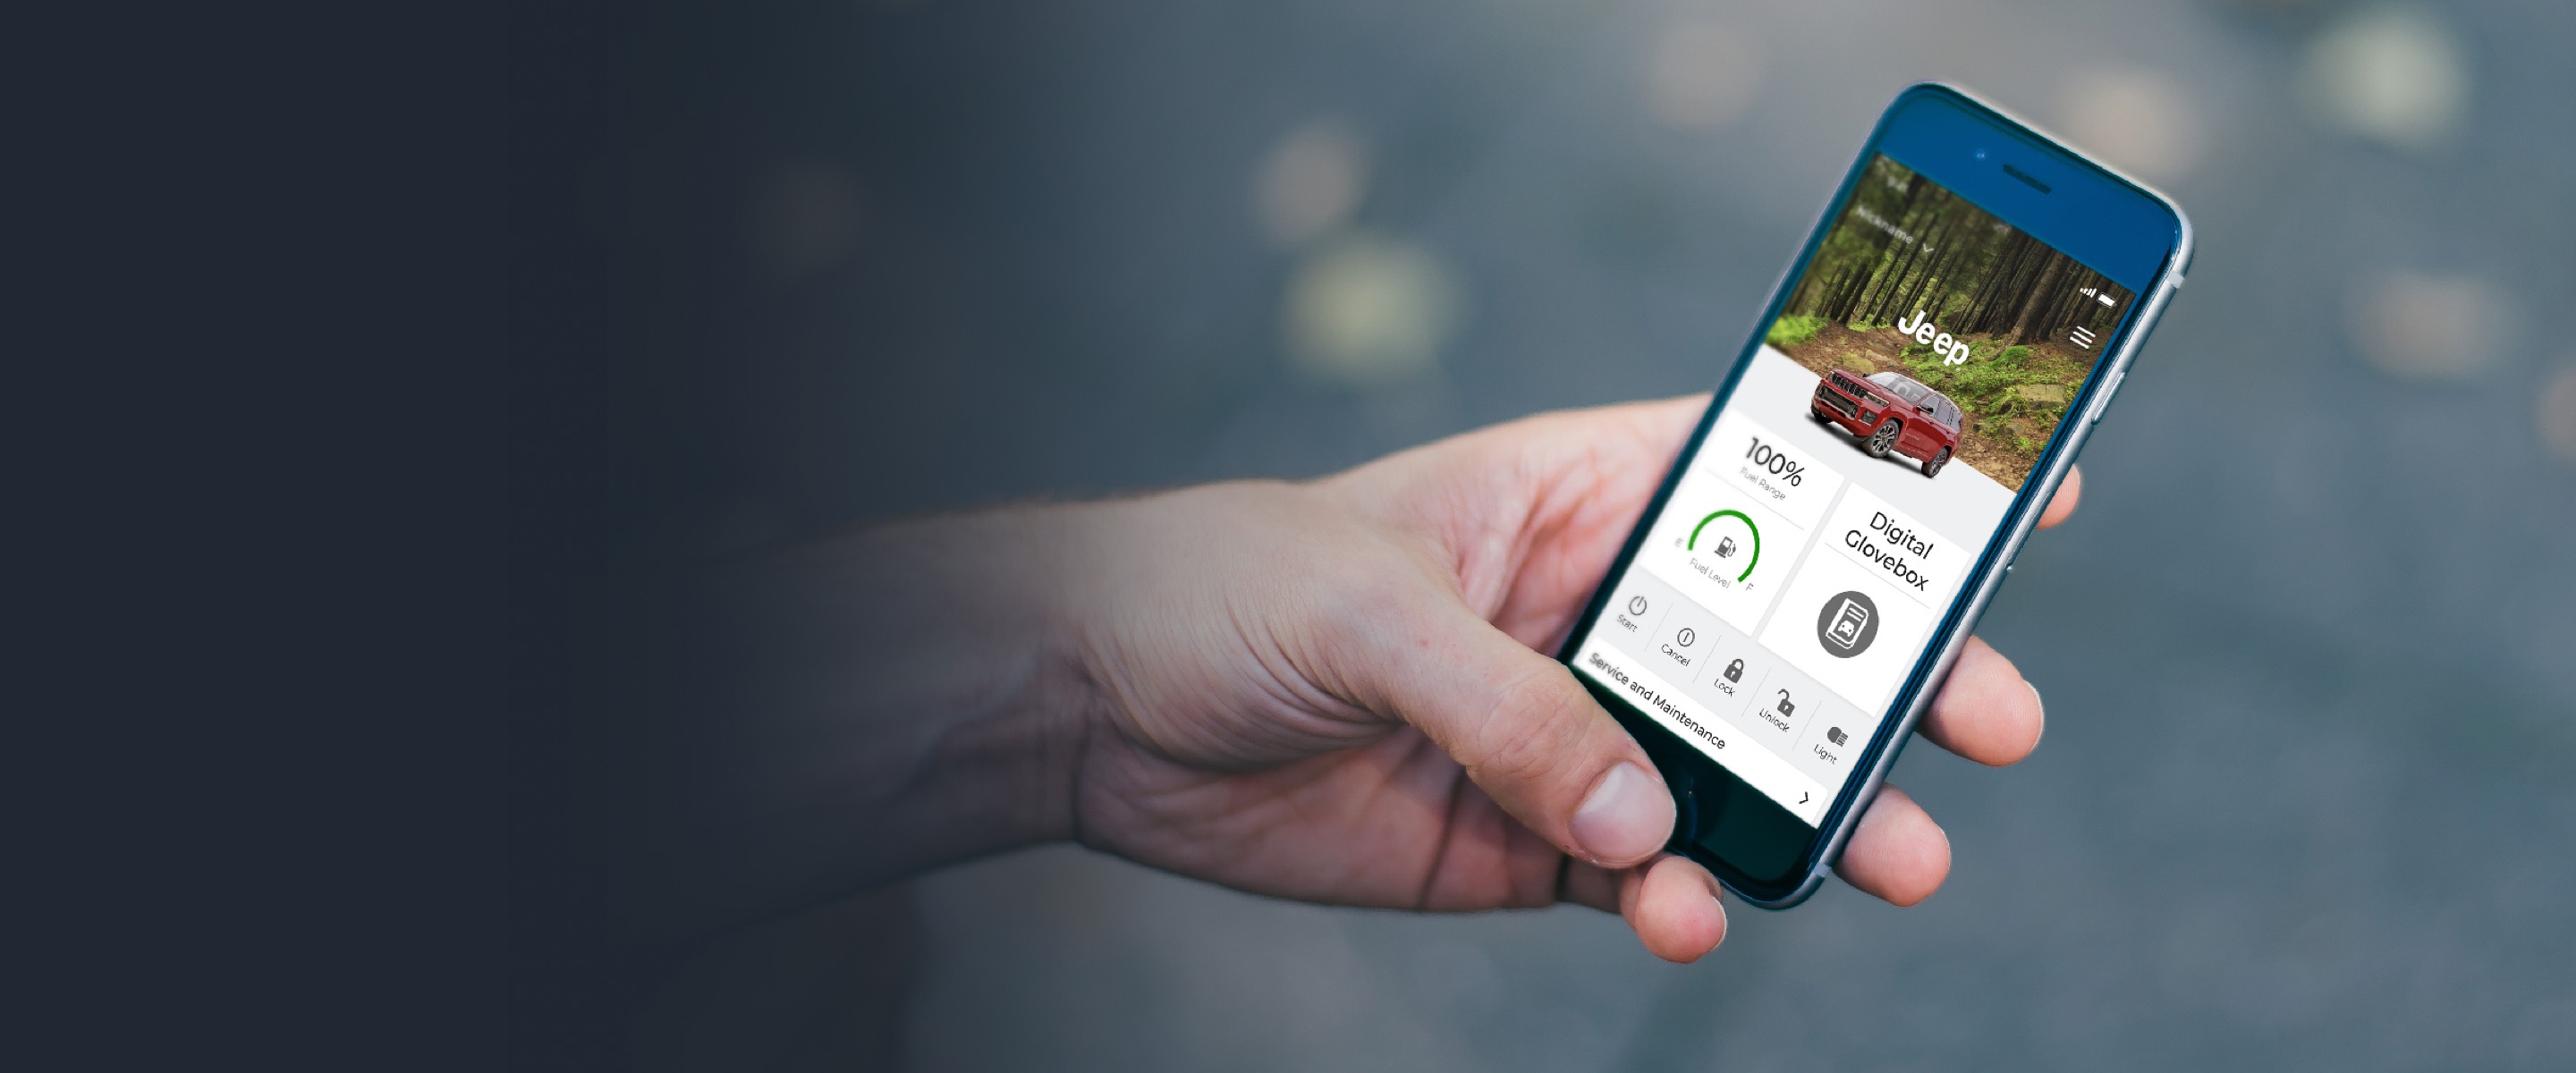 Nickname
Jeep
100%
Fuel Range
E
F
Fuel Level
Digital
Glovebox
Start
Cancel
Lock
Unlock
Light
Service and Maintenance